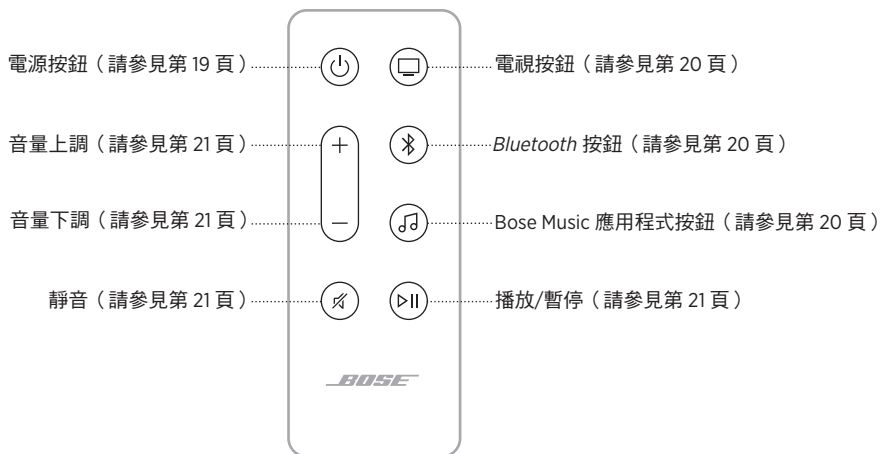 電源按鈕（請參見第 19 頁）
電視按鈕（請參見第 20 頁）
音量上調（請參見第 21 頁）
Bluetooth 按鈕（請參見第 20 頁）
音量下調（請參見第 21 頁）
Bose Music 應用程式按鈕（請參見第 20 頁）
靜音（請參見第 21 頁）
播放/暫停（請參見第 21 頁）
BOSE